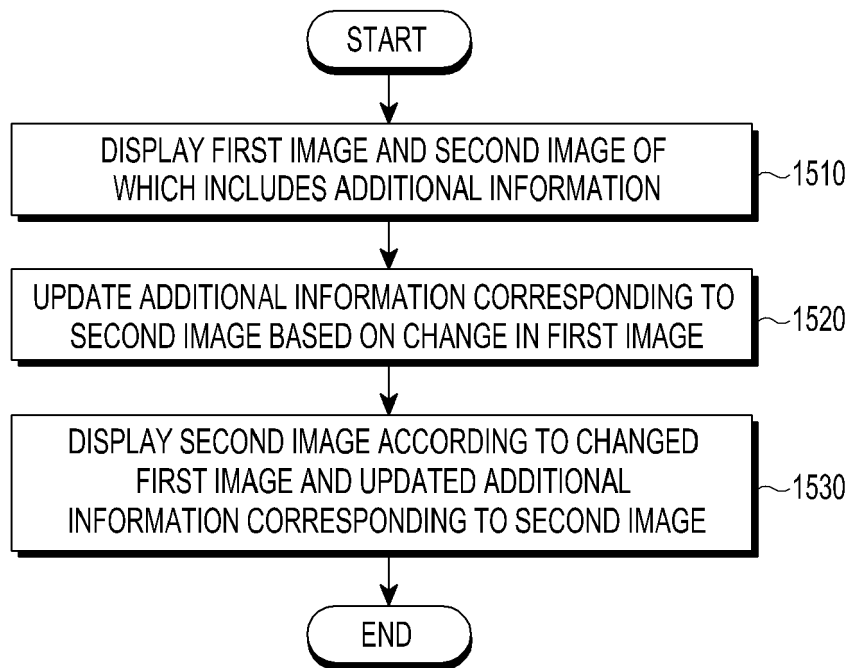 START
DISPLAY FIRST IMAGE AND SECOND IMAGE OF
WHICH INCLUDES ADDITIONAL INFORMATION
1510
UPDATE ADDITIONAL INFORMATION CORRESPONDING TO
SECOND IMAGE BASED ON CHANGE IN FIRST IMAGE
1520
DISPLAY SECOND IMAGE ACCORDING TO CHANGED
FIRST IMAGE AND UPDATED ADDITIONAL
INFORMATION CORRESPONDING TO SECOND IMAGE
1530
END